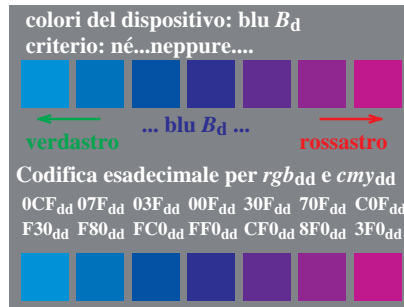 colori del dispositivo: blu Bd
criterio: né...neppure....
... blu Bd ...
verdastro rossastro
Codifica esadecimale per rgbdd e cmydd
0CFdd 07Fdd 03Fdd 00Fdd 30Fdd 70Fdd C0Fdd
F30dd F80dd FC0dd FF0dd CF0dd 8F0dd 3F0dd